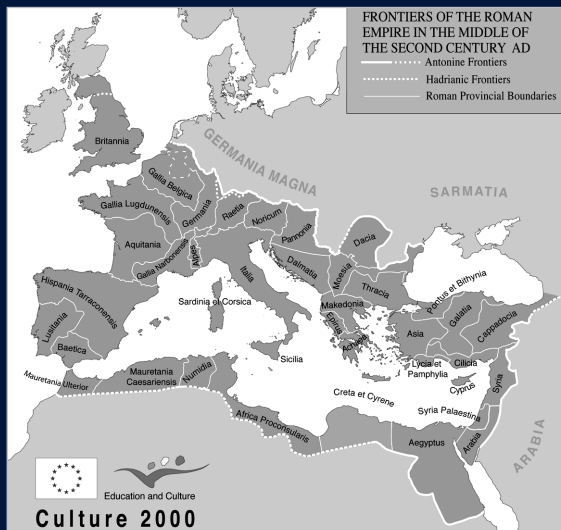 FRONTIERS OF THE ROMAN
EMPIRE IN THE MIDDLE OF
THE SECOND CENTURY AD
Antonine Frontiers
Hadrianic Frontiers
Roman Provincial Boundaries
GERMANIA MAGNA
SARMATIA
Britannia
Gallia Belgica
Gallia Lugdunensis
Germania
Raetia
Noricum
Pannonia
Dacia
Aquitania
Gallia Narbonensis
Alpes
Italia
Dalmatia
Moesia
Thracia
Pontus et Bithynia
Hispania Tarraconensis
Lusitania
Baetica
Sardinia et Corsica
Makedonia
Epirus
Achaia
Asia
Galatia
Cappadocia
Sicilia
Lycia et
Pamphylia
Cilicia
Cyprus
Syria
Mauretania Ulterior
Mauretania
Caesariensis
Numidia
Creta et Cyrene
Syria Palaestina
Africa Proconsularis
Aegyptus
Arabia
ARABIA
Education and Culture
Culture 2000